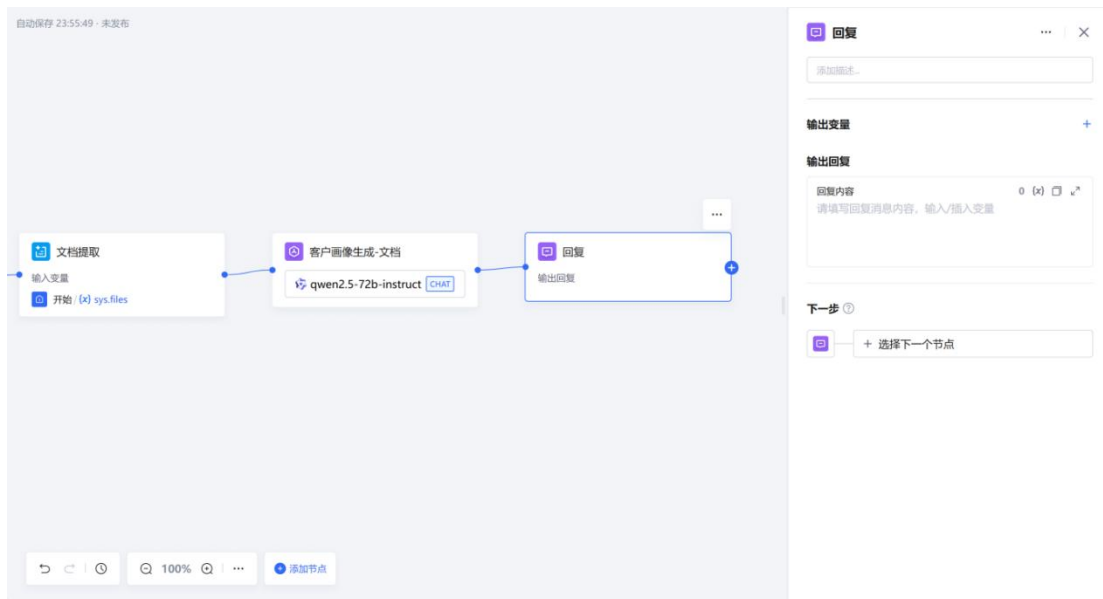 自动保存 23:55:49 · 未发布
文档提取
输入变量
开始 / {x} sys.files
客户画像生成-文档
qwen2.5-72b-instruct CHAT
···
回复
输出回复
100%
···
添加节点
回复
···
添加描述...
输出变量
+
输出回复
回复内容
0 {x}
请填写回复消息内容,输入/插入变量
下一步
+ 选择下一个节点